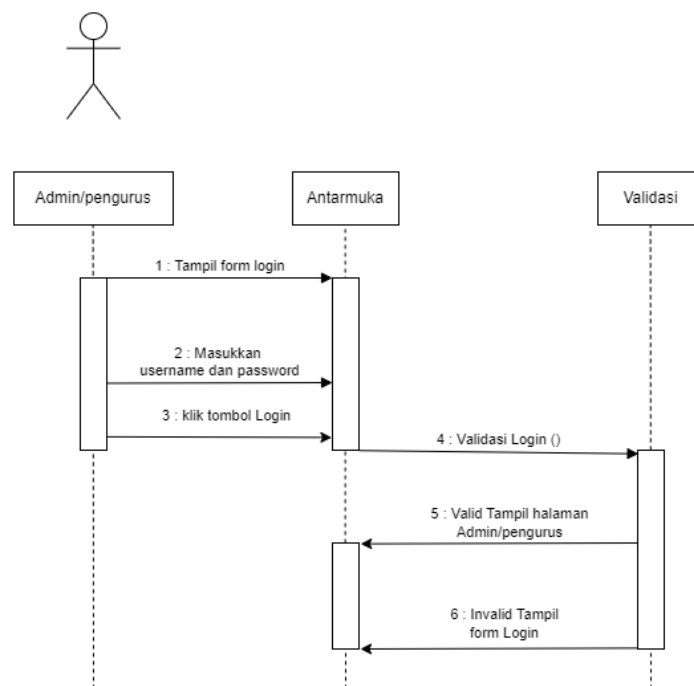 Admin/pengurus
Antarmuka
Validasi
1 : Tampil form login
2 : Masukkan
username dan password
3 : klik tombol Login
4 : Validasi Login ()
5 : Valid Tampil halaman
Admin/pengurus
6 : Invalid Tampil
form Login